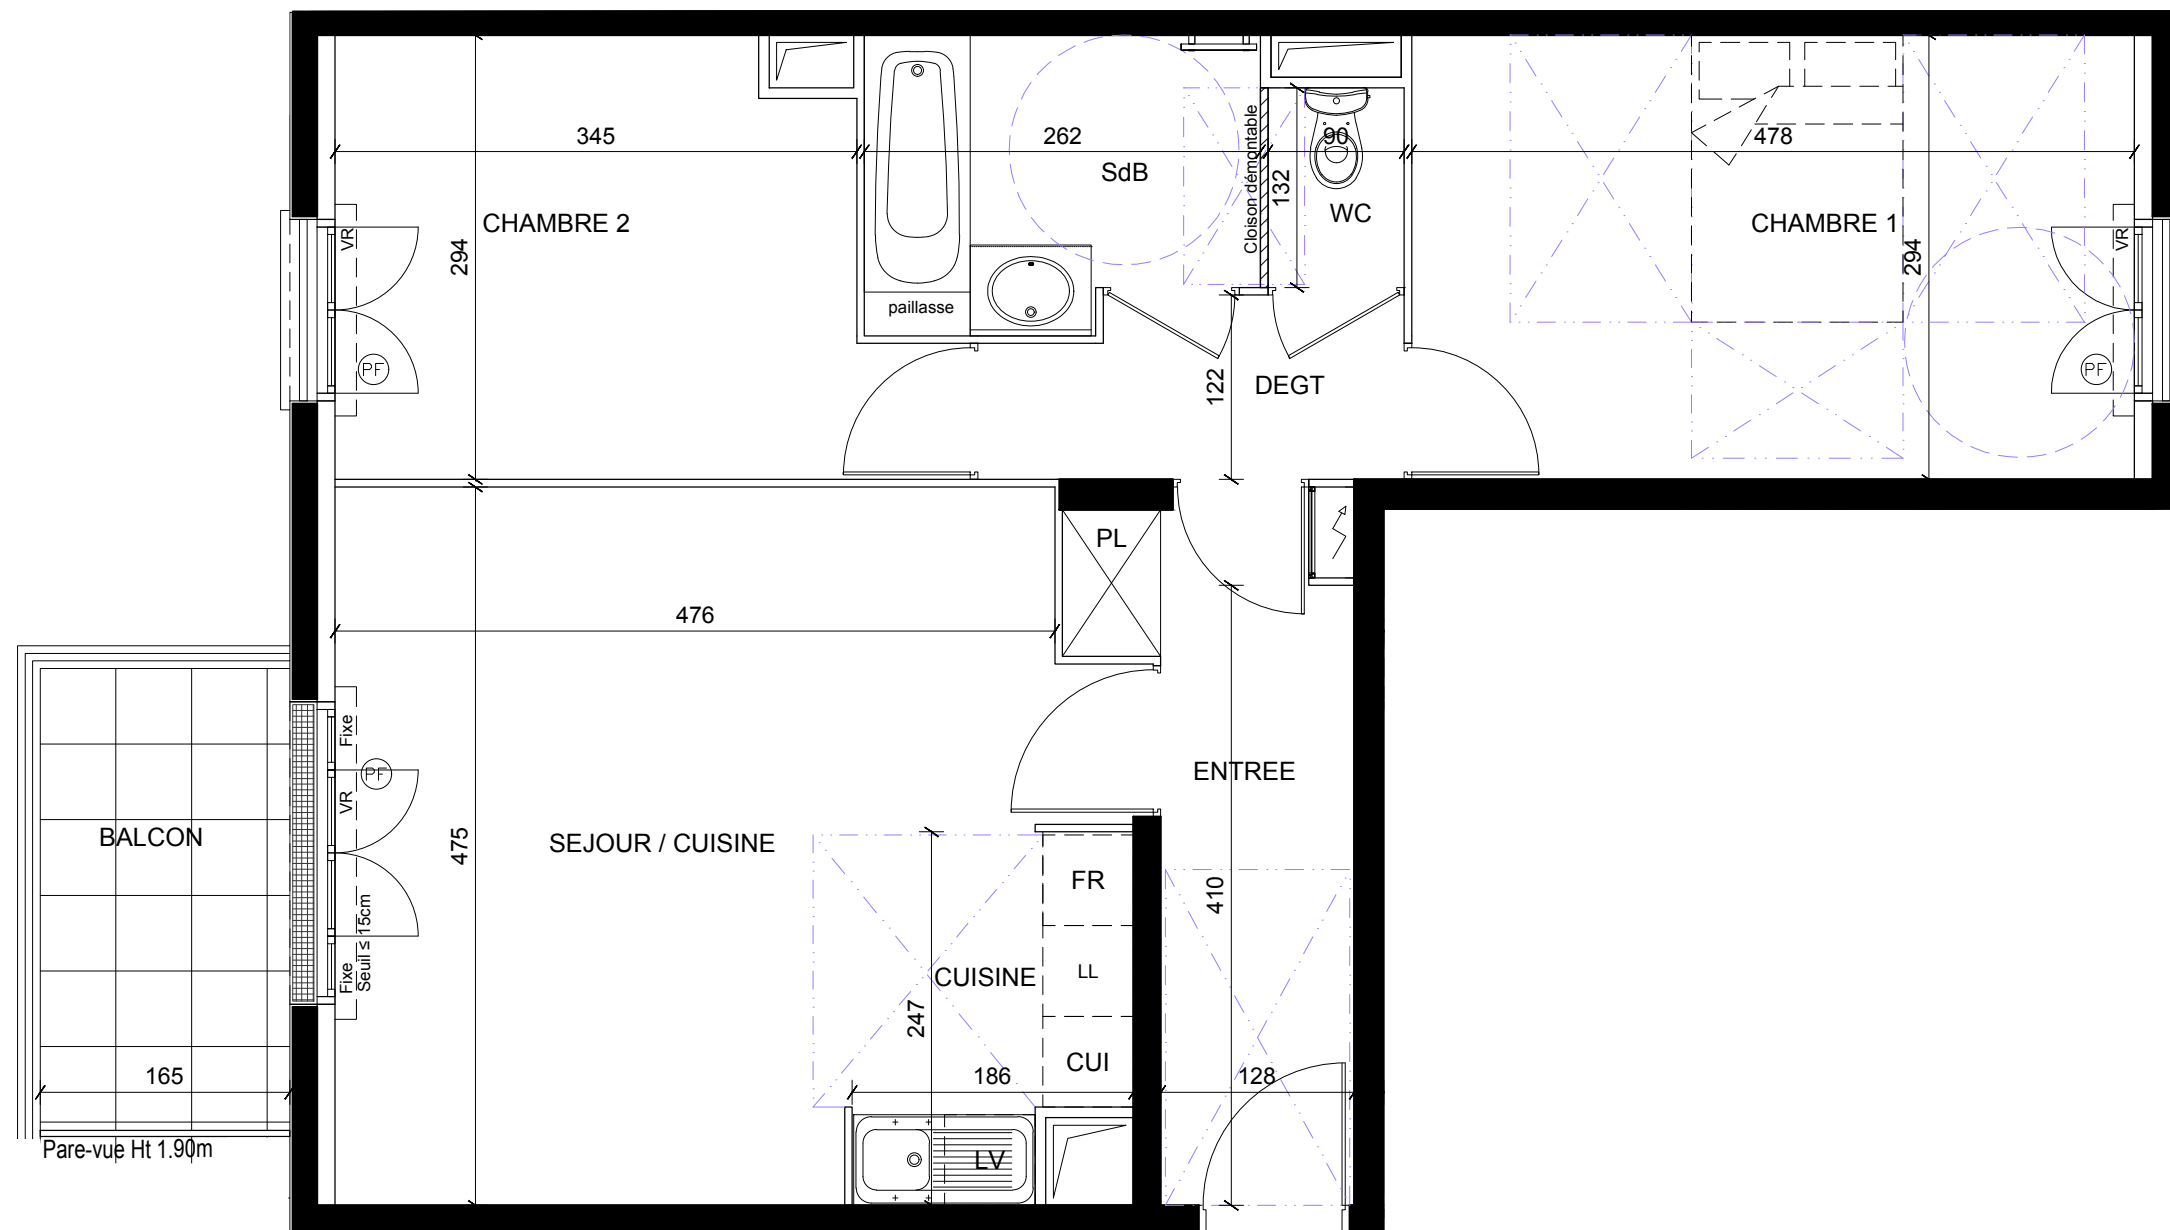 345
262
90
478
Cloison démontable
132
SdB
WC
CHAMBRE 2
CHAMBRE 1
VR
VR
294
294
paillasse
PF
PF
122
DEGT
PL
476
Fixe
PF
VR
ENTREE
BALCON
SEJOUR / CUISINE
475
FR
410
Fixe
Seuil ≤ 15cm
CUISINE
LL
247
CUI
165
186
128
Pare-vue Ht 1.90m
LV